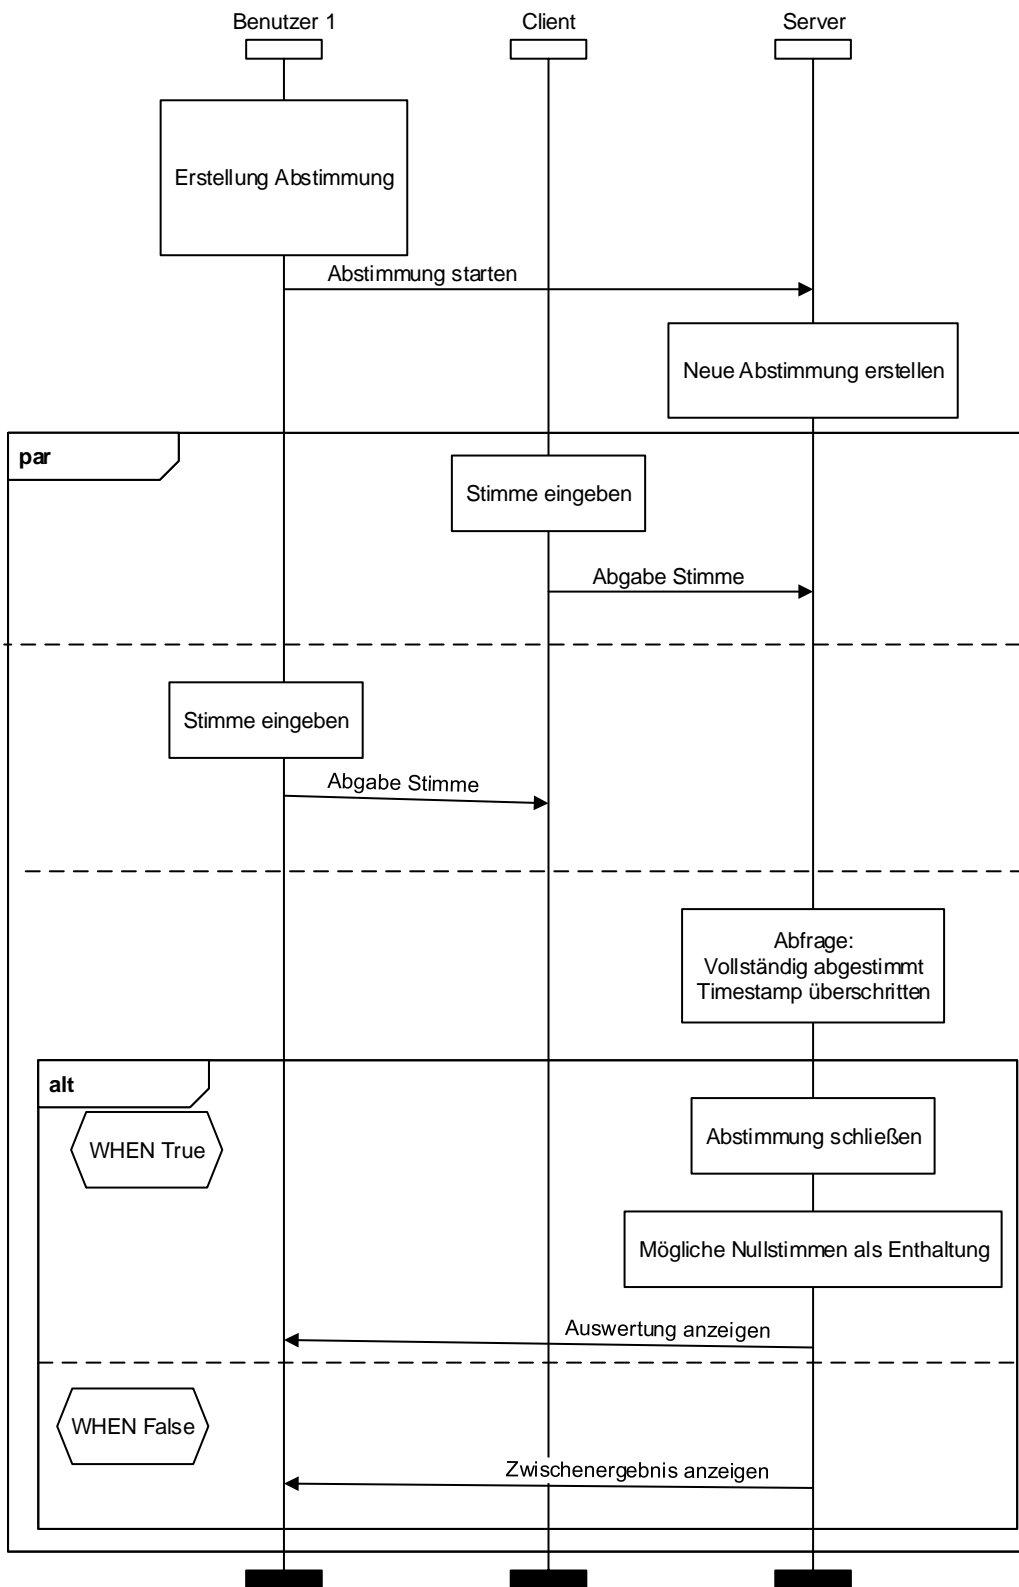 Benutzer 1
Client
Server
Erstellung Abstimmung
Abstimmung starten
Neue Abstimmung erstellen
par
Stimme eingeben
Abgabe Stimme
Stimme eingeben
Abgabe Stimme
Abfrage:
Vollständig abgestimmt
Timestamp überschritten
alt
WHEN True
Abstimmung schließen
Mögliche Nullstimmen als Enthaltung
Auswertung anzeigen
WHEN False
Zwischenergebnis anzeigen